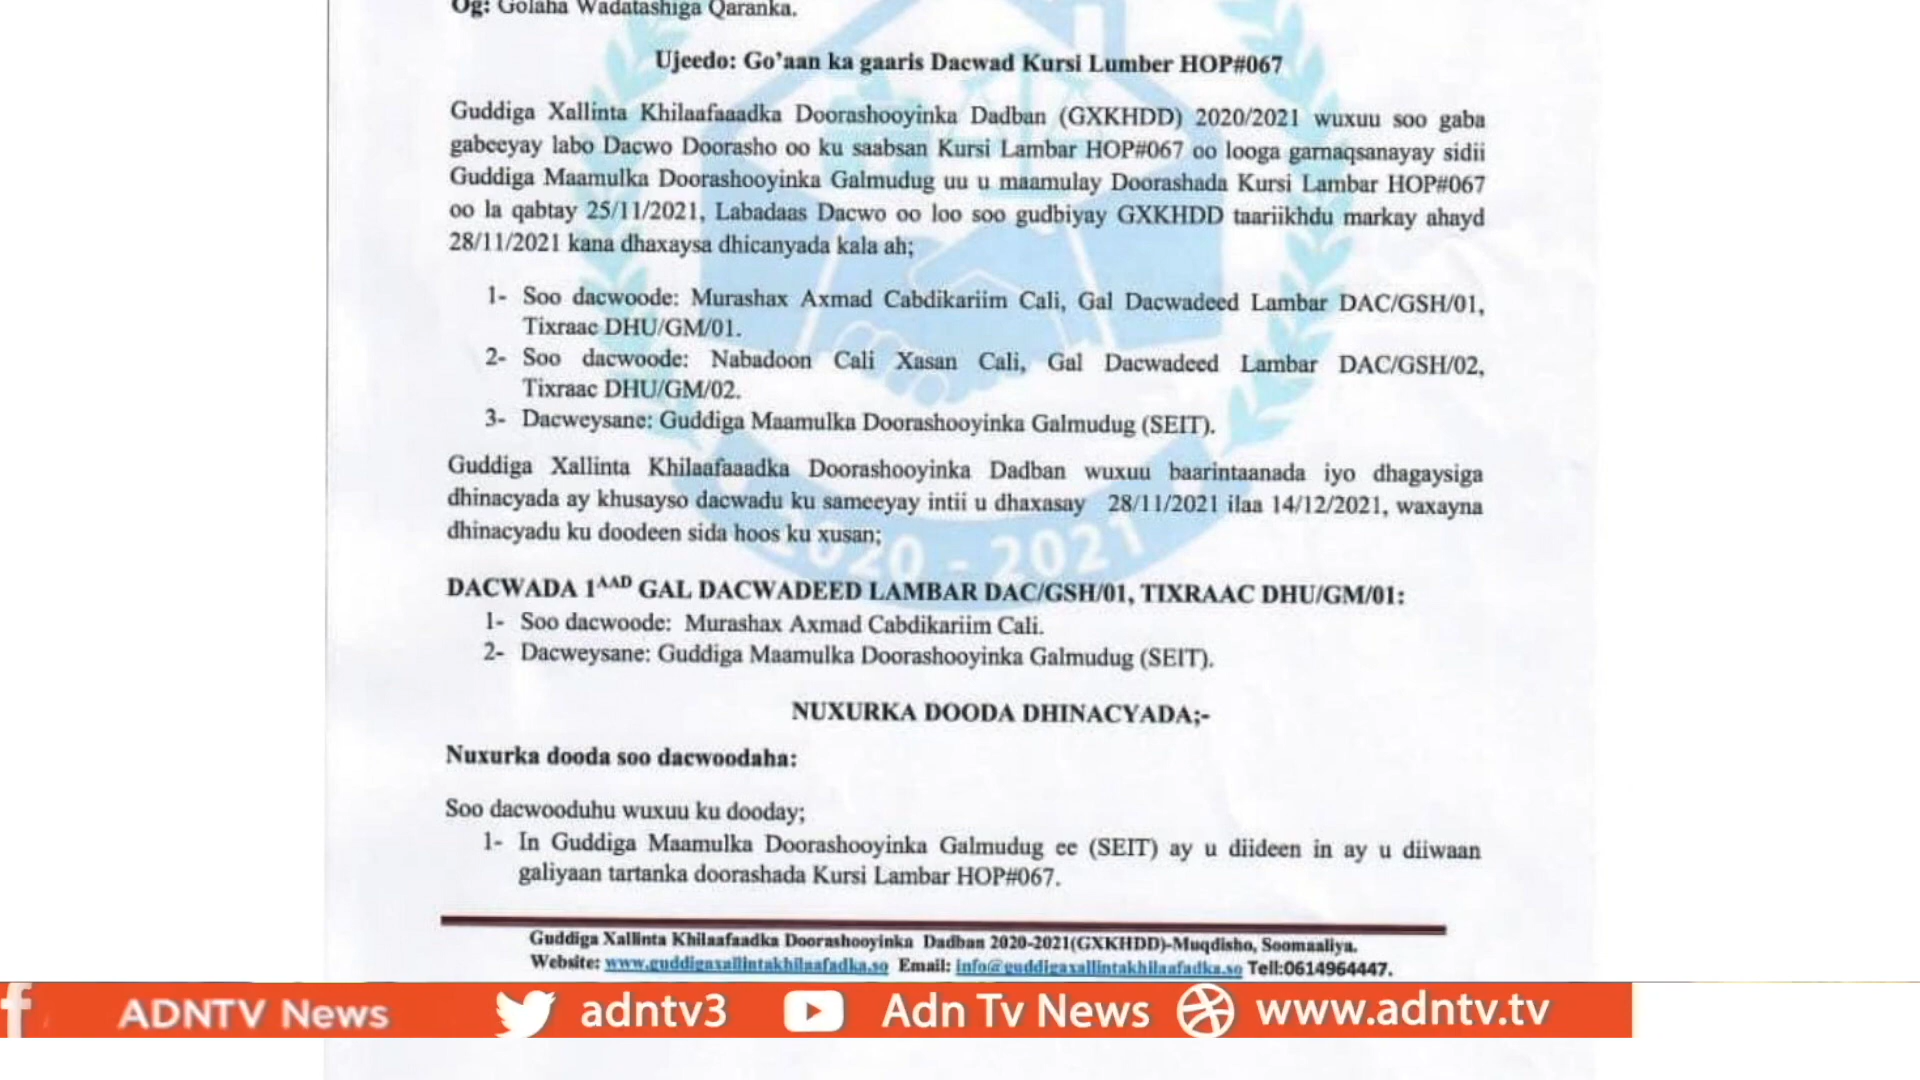 Og: Golaha Wadatashiga Qaranka.
Ujeedo: Go'aan ka gaaris Dacwad Kursi Lumber HOP#067
Guddiga Xallinta Khilaafaaadka Doorashooyinka Dadban (GXKHDD) 2020/2021 wuxuu soo gaba
gabeeyay labo Dacwo Doorasho oo ku saabsan Kursi Lambar HOP#067 oo looga garnaqsanayay sidii
Guddiga Maamulka Doorashooyinka Galmudug uu u maamulay Doorashada Kursi Lambar HOP#067
oo la qabtay 25/11/2021, Labadaas Dacwo oo loo soo gudbiyay GXKHDD taariikhdu markay ahayd
28/11/2021 kana dhaxaysa dhicanyada kala ah;
1- Soo dacwoode: Murashax Axmad Cabdikariim Cali, Gal Dacwadeed Lambar DAC/GSH/01,
Tixraac DHU/GM/01.
2- Soo dacwoode: Nabadoon Cali Xasan Cali, Gal Dacwadeed Lambar DAC/GSH/02,
Tixraac DHU/GM/02.
3- Dacweysane: Guddiga Maamulka Doorashooyinka Galmudug (SEIT).
Guddiga Xallinta Khilaafaaadka Doorashooyinka Dadban wuxuu baarintaanada iyo dhagaysiga
dhinacyada ay khusayso dacwadu ku sameeyay intii u dhaxasay 28/11/2021 ilaa 14/12/2021, waxayna
dhinacyadu ku doodeen sida hoos ku xusan;
2020 - 2021
DACWADA 1AAD GAL DACWADEED LAMBAR DAC/GSH/01, TIXRAAC DHU/GM/01:
1- Soo dacwoode: Murashax Axmad Cabdikariim Cali.
2- Dacweysane: Guddiga Maamulka Doorashooyinka Galmudug (SEIT).
NUXURKA DOODA DHINACYADA;-
Nuxurka dooda soo dacwoodaha:
Soo dacwooduhu wuxuu ku dooday;
1- In Guddiga Maamulka Doorashooyinka Galmudug ee (SEIT) ay u diideen in ay u diiwaan
galiyaan tartanka doorashada Kursi Lambar HOP#067.
Guddiga Xallinta Khilaafaadka Doorashooyinka Dadban 2020-2021(GXKHDD)-Muqdisho, Soomaaliya.
Website: www.guddigaxallintakhilaafadka.so Email: info@guddigaxallintakhilaafadka.so Tell:0614964447.
ADNTV News adntv3 Adn Tv News www.adntv.tv